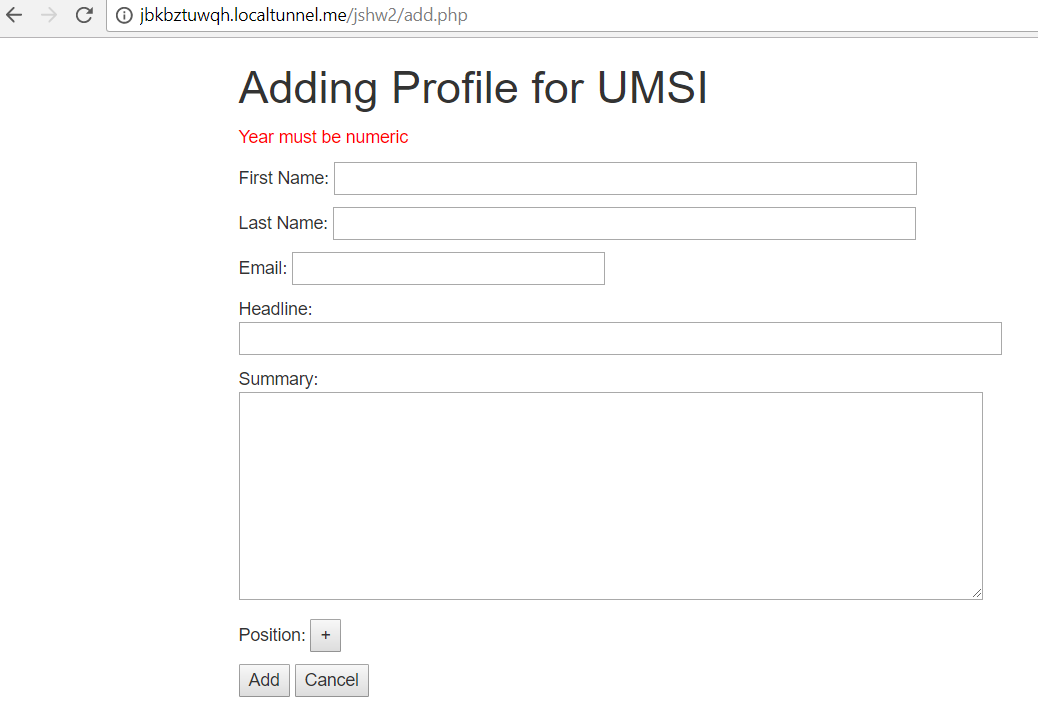 jbkbztuwqh.localtunnel.me/jshw2/add.php
Adding Profile for UMSI
Year must be numeric
First Name:
Last Name:
Email:
Headline:
Summary:
Position: +
Add Cancel